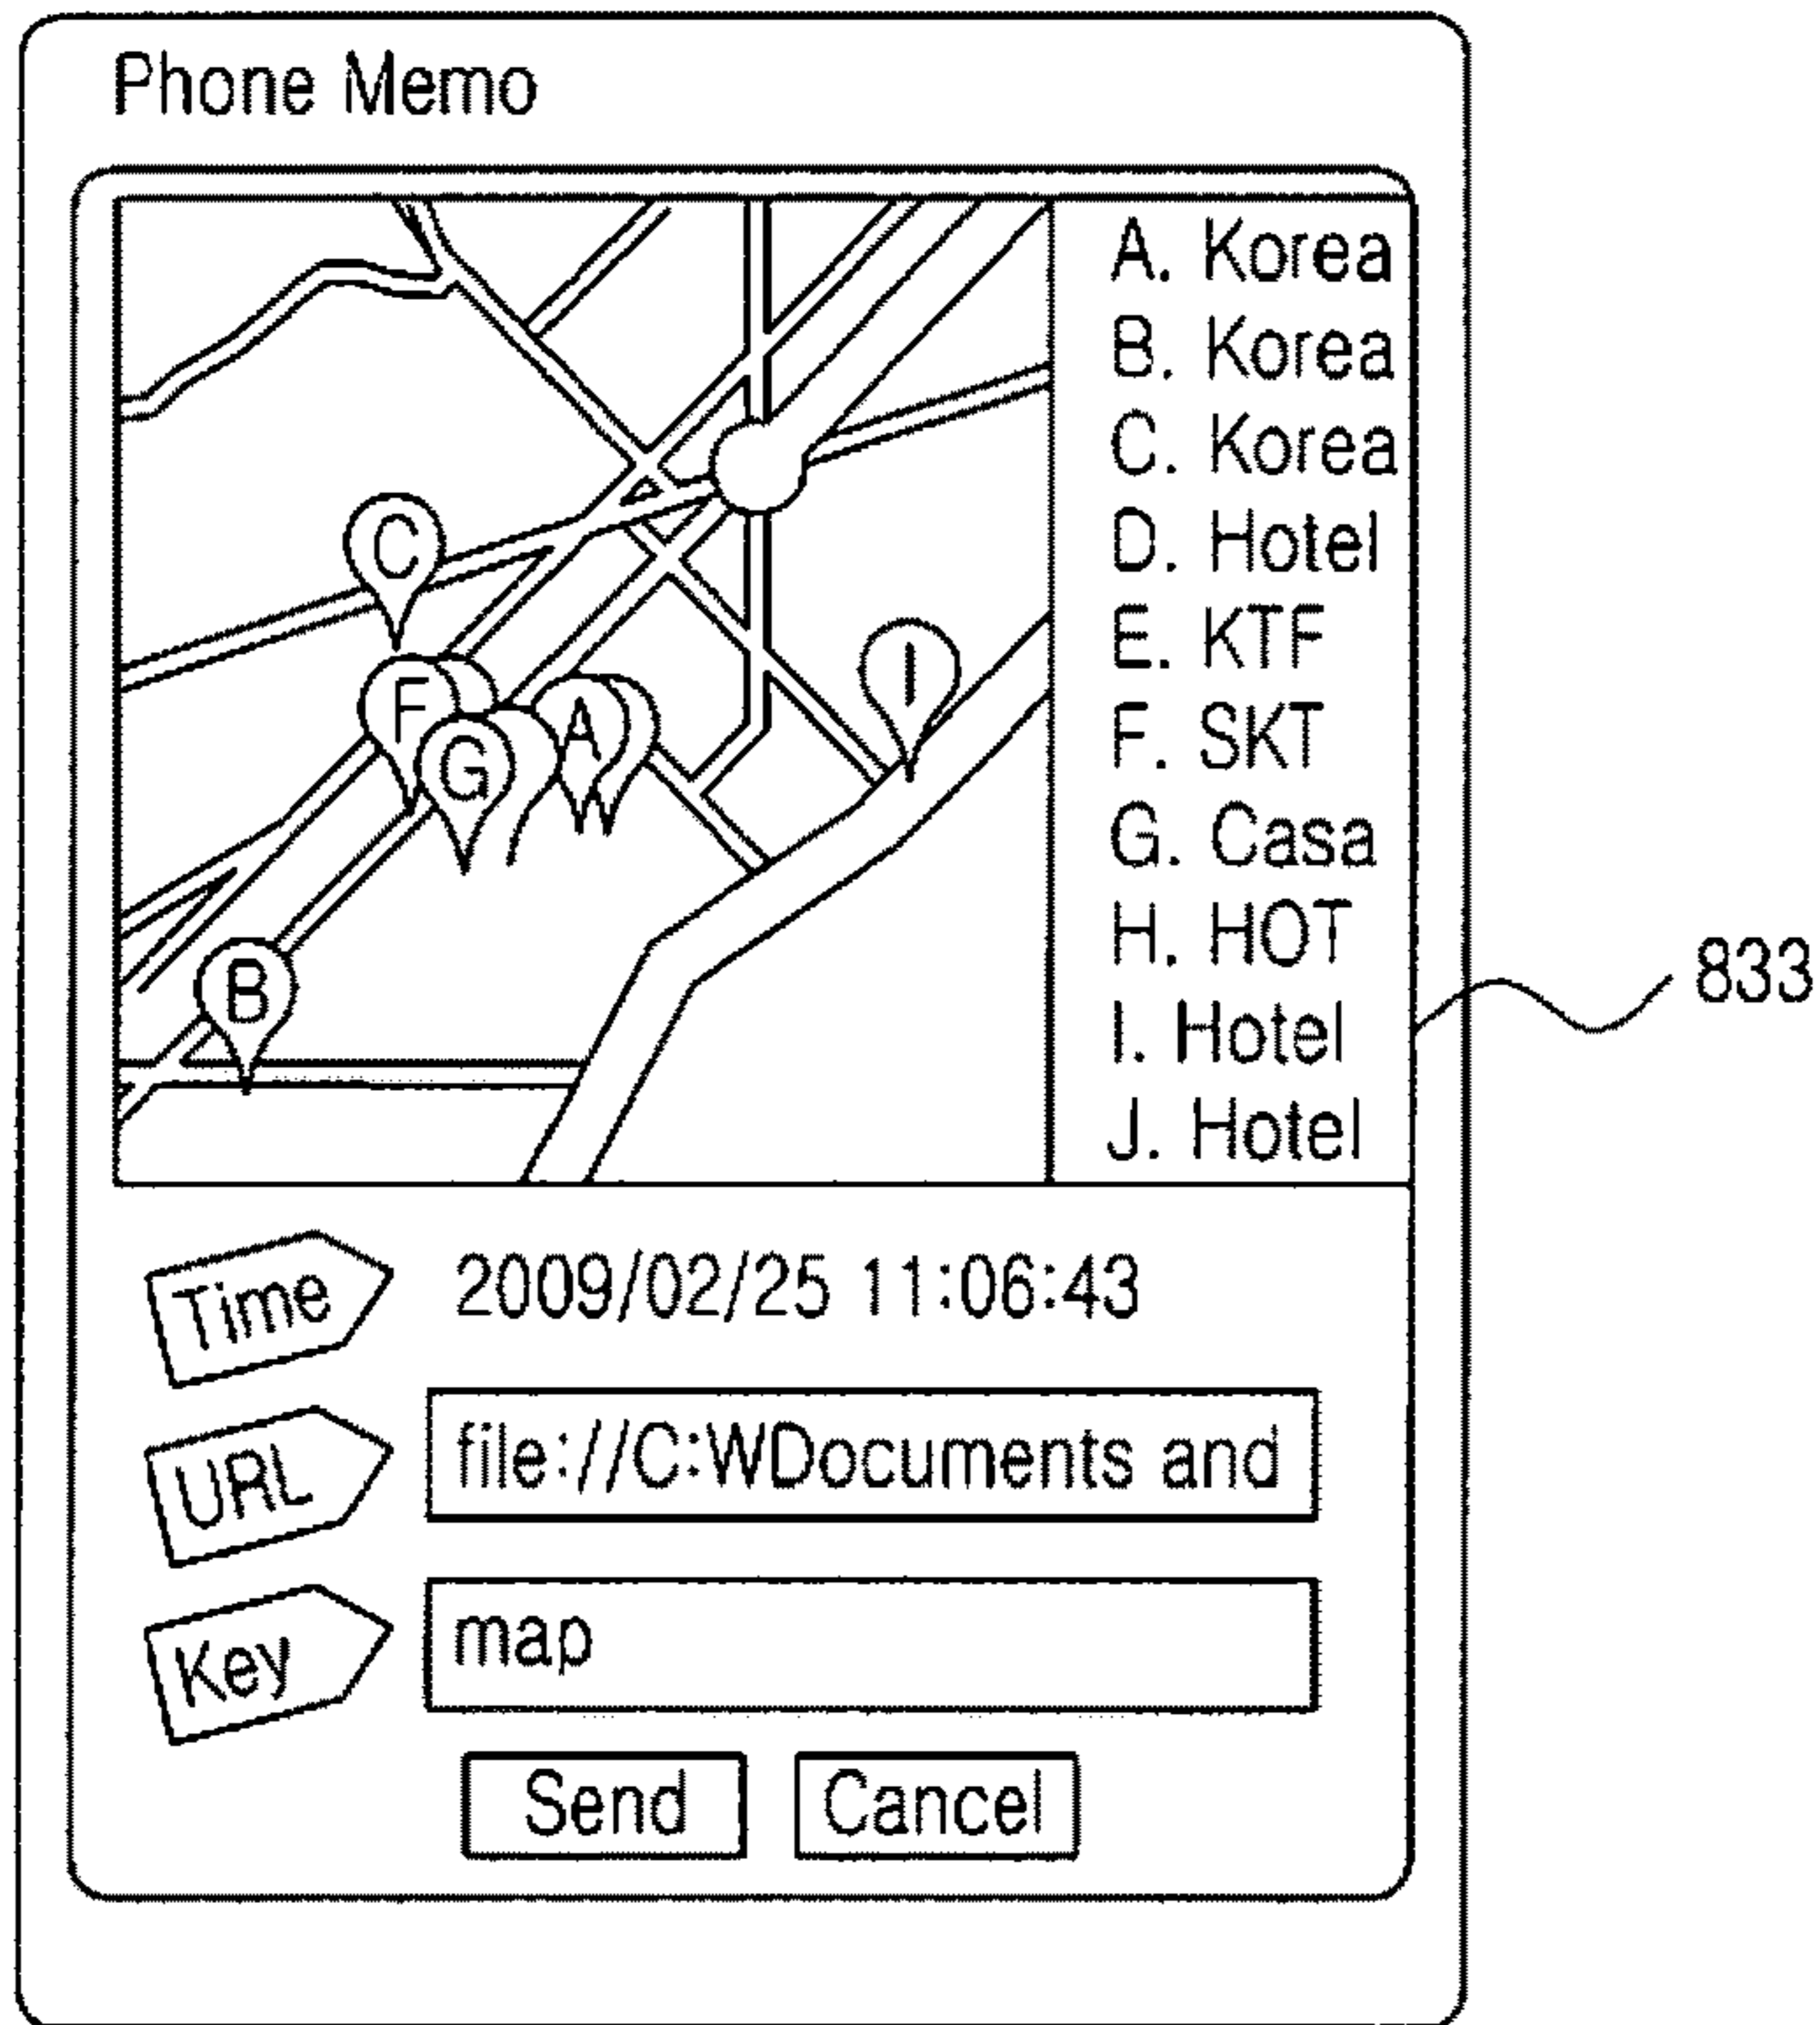 Phone Memo
A. Korea
B. Korea
C. Korea
D. Hotel
E. KTF
F. SKT
G. Casa
H. HOT
I. Hotel
J. Hotel
C
F
A
I
G
B
833
Time 2009/02/25 11:06:43
URL file://C:WDocuments and
Key map
Send Cancel